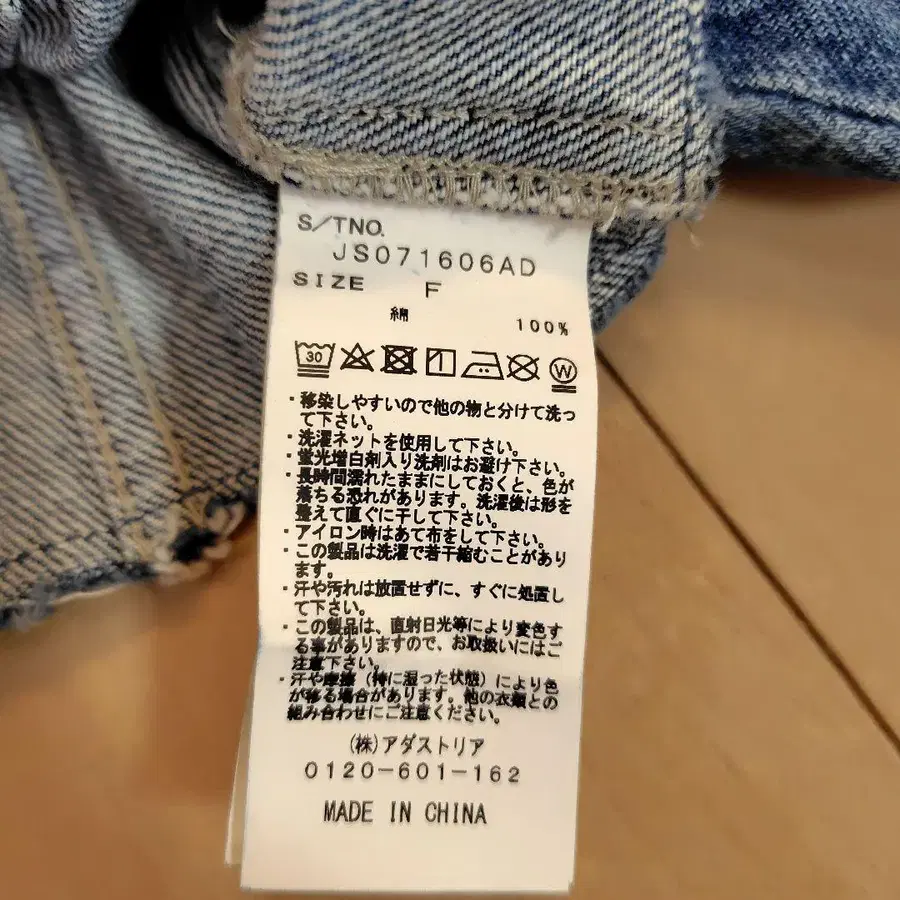 S/TNO.
JS071606AD
SIZE F
綿 100%
30 W
・移染しやすいので他の物と分けて洗っ
て下さい。
・洗濯ネットを使用して下さい。
・蛍光増白剤入り洗剤はお避け下さい。
・長時間濡れたままにしておくと、色が
落ちる恐れがあります。洗濯後は形を
整えて直ぐに干して下さい。
・アイロン時はあて布をして下さい。
・この製品は洗濯で若干縮むことがあり
ます。
・汗や汚れは放置せずに、すぐに処置し
て下さい。
・この製品は、直射日光等により変色す
る事がありますので、お取扱いにはご
注意下さい。
・汗や摩擦（特に湿った状態）により色
が移る場合があります。他の衣類との
組み合わせにご注意ください。
(株)アダストリア
0120-601-162
MADE IN CHINA